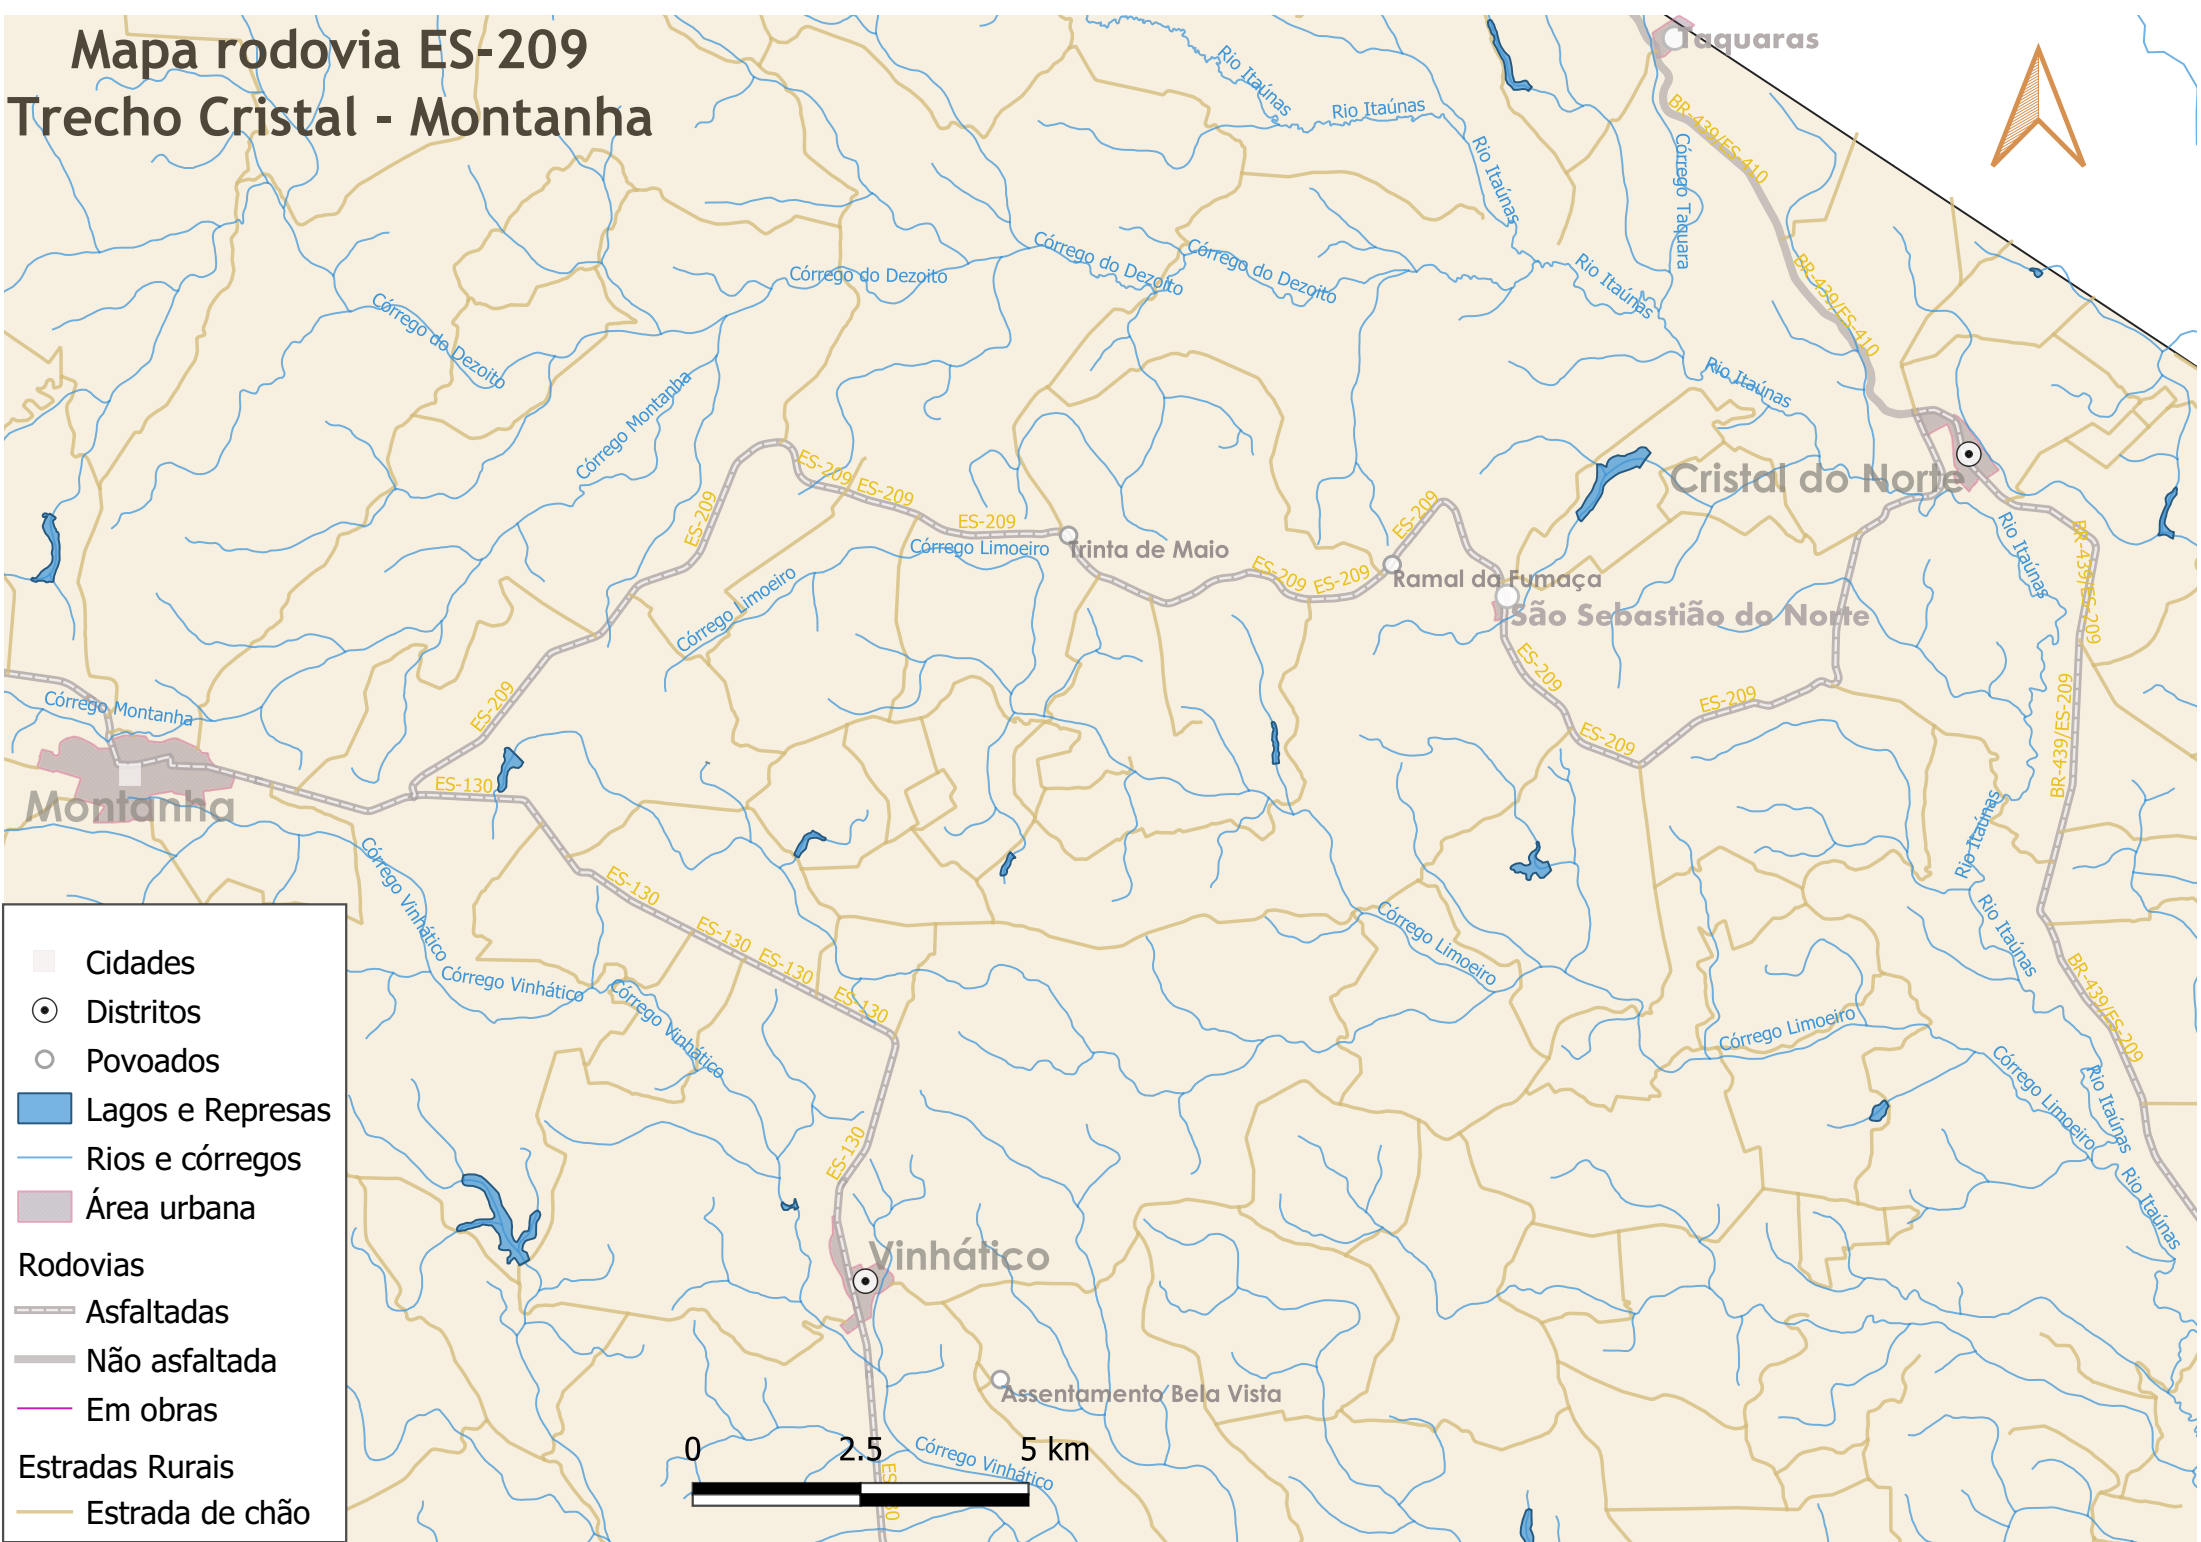 Mapa rodovia ES-209
Trecho Cristal - Montanha
Taquaras
Rio Itaúnas
Rio Itaúnas
Rio Itaúnas
Córrego Taquara
BR-439/ES-410
BR-439/ES-410
Córrego do Dezoito
Córrego do Dezoito
Córrego do Dezoito
Córrego do Dezoito
Rio Itaúnas
Rio Itaúnas
Córrego Montanha
Cristal do Norte
ES-209
ES-209
ES-209
ES-209
ES-209
Córrego Limoeiro
Trinta de Maio
Córrego Limoeiro
ES-209
ES-209
Ramal da Fumaça
São Sebastião do Norte
Rio Itaúnas
BR-439/ES-209
ES-209
ES-209
ES-209
ES-209
BR-439/ES-209
Córrego Montanha
Montanha
ES-130
ES-130
ES-130
ES-130
ES-130
Córrego Vinhático
Córrego Vinhático
Córrego Vinhático
Rio Itaúnas
Rio Itaúnas
Córrego Limoeiro
Córrego Limoeiro
Córrego Limoeiro
BR-439/ES-209
Rio Itaúnas
Rio Itaúnas
ES-130
Vinhático
Assentamento Bela Vista
Córrego Vinhático
0 2.5 5 km
Cidades
Distritos
Povoados
Lagos e Represas
Rios e córregos
Área urbana
Rodovias
Asfaltadas
Não asfaltada
Em obras
Estradas Rurais
Estrada de chão